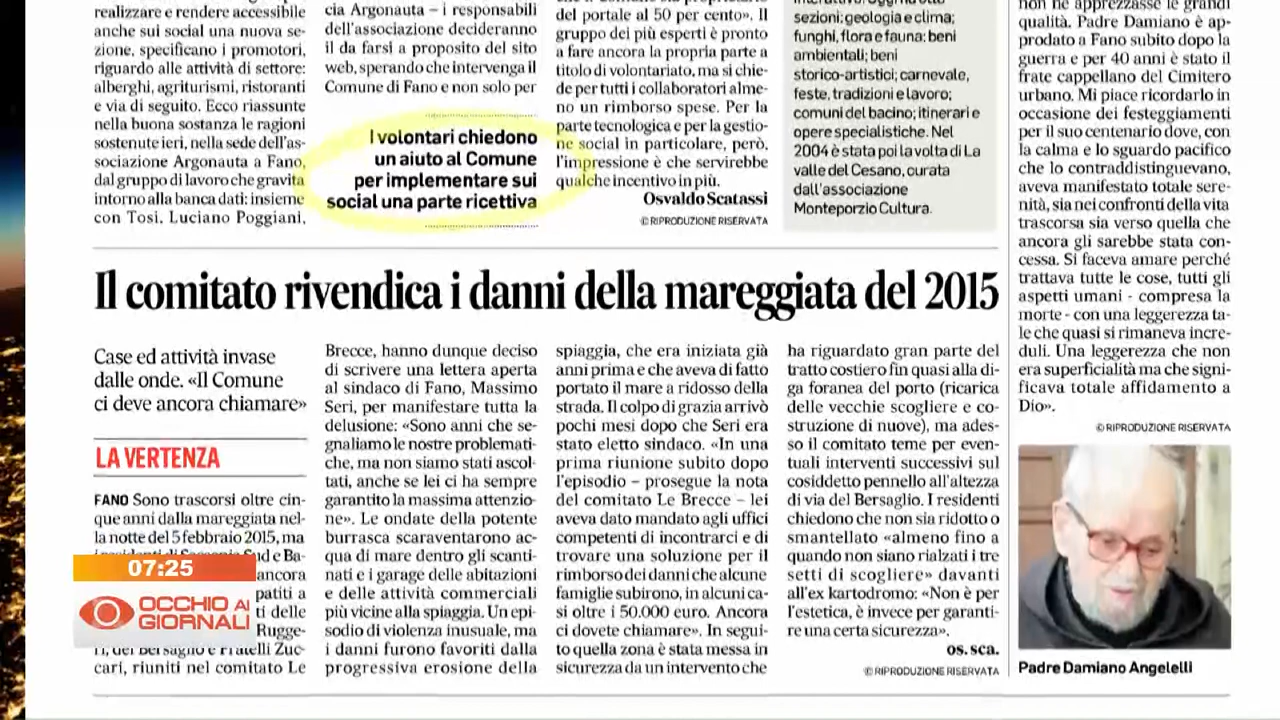 realizzare e rendere accessibile
anche sui social una nuova se-
zione, specificano i promotori,
riguardo alle attività di settore:
alberghi, agriturismi, ristoranti
e via di seguito. Ecco riassunte
nella buona sostanza le ragioni
sostenute ieri, nella sede dell'as-
sociazione Argonauta a Fano,
dal gruppo di lavoro che gravita
intorno alla banca dati: insieme
con Tosi, Luciano Poggiani,
cia Argonauta – i responsabili
dell'associazione decideranno
il da farsi a proposito del sito
web, sperando che intervenga il
Comune di Fano e non solo per
I volontari chiedono
un aiuto al Comune
per implementare sui
social una parte ricettiva
del portale al 50 per cento». Il
gruppo dei più esperti è pronto
a fare ancora la propria parte a
titolo di volontariato, ma si chie-
de per tutti i collaboratori alme-
no un rimborso spese. Per la
parte tecnologica e per la gestio-
ne social in particolare, però,
l'impressione è che servirebbe
qualche incentivo in più.
Osvaldo Scatassi
© RIPRODUZIONE RISERVATA
sezioni: geologia e clima;
funghi, flora e fauna; beni
ambientali; beni
storico-artistici; carnevale,
feste, tradizioni e lavoro;
comuni del bacino; itinerari e
opere specialistiche. Nel
2004 è stata poi la volta di La
valle del Cesano, curata
dall'associazione
Monteporzio Cultura.
non ne apprezzasse le grandi
qualità. Padre Damiano è ap-
prodato a Fano subito dopo la
guerra e per 40 anni è stato il
frate cappellano del Cimitero
urbano. Mi piace ricordarlo in
occasione dei festeggiamenti
per il suo centenario dove, con
la calma e lo sguardo pacifico
che lo contraddistinguevano,
aveva manifestato totale sere-
nità, sia nei confronti della vita
trascorsa sia verso quella che
ancora gli sarebbe stata con-
cessa. Si faceva amare perché
trattava tutte le cose, tutti gli
aspetti umani - compresa la
morte - con una leggerezza ta-
le che quasi si rimaneva incre-
duli. Una leggerezza che non
era superficialità ma che signi-
ficava totale affidamento a
Dio».
© RIPRODUZIONE RISERVATA
Padre Damiano Angelelli
Il comitato rivendica i danni della mareggiata del 2015
Case ed attività invase
dalle onde. «Il Comune
ci deve ancora chiamare»
LA VERTENZA
FANO Sono trascorsi oltre cin-
que anni dalla mareggiata nel-
la notte del 5 febbraio 2015, ma
i residenti di Sassonia Sud e Ba-
ancora
patiti a
ti delle
Rugge-
ri, del Bersaglio e Fratelli Zuc-
cari, riuniti nel comitato Le
Brecce, hanno dunque deciso
di scrivere una lettera aperta
al sindaco di Fano, Massimo
Seri, per manifestare tutta la
delusione: «Sono anni che se-
gnaliamo le nostre problemati-
che, ma non siamo stati ascol-
tati, anche se lei ci ha sempre
garantito la massima attenzio-
ne». Le ondate della potente
burrasca scaraventarono ac-
qua di mare dentro gli scanti-
nati e i garage delle abitazioni
e delle attività commerciali
più vicine alla spiaggia. Un epi-
sodio di violenza inusuale, ma
i danni furono favoriti dalla
progressiva erosione della
spiaggia, che era iniziata già
anni prima e che aveva di fatto
portato il mare a ridosso della
strada. Il colpo di grazia arrivò
pochi mesi dopo che Seri era
stato eletto sindaco. «In una
prima riunione subito dopo
l'episodio – prosegue la nota
del comitato Le Brecce – lei
aveva dato mandato agli uffici
competenti di incontrarci e di
trovare una soluzione per il
rimborso dei danni che alcune
famiglie subirono, in alcuni ca-
si oltre i 50.000 euro. Ancora
ci dovete chiamare». In segui-
to quella zona è stata messa in
sicurezza da un intervento che
ha riguardato gran parte del
tratto costiero fin quasi alla di-
ga foranea del porto (ricarica
delle vecchie scogliere e co-
struzione di nuove), ma ades-
so il comitato teme per even-
tuali interventi successivi sul
cosiddetto pennello all'altezza
di via del Bersaglio. I residenti
chiedono che non sia ridotto o
smantellato «almeno fino a
quando non siano rialzati i tre
setti di scogliere» davanti
all'ex kartodromo: «Non è per
l'estetica, è invece per garanti-
re una certa sicurezza».
os. sca.
© RIPRODUZIONE RISERVATA
07:25
OCCHIO AI
GIORNALI